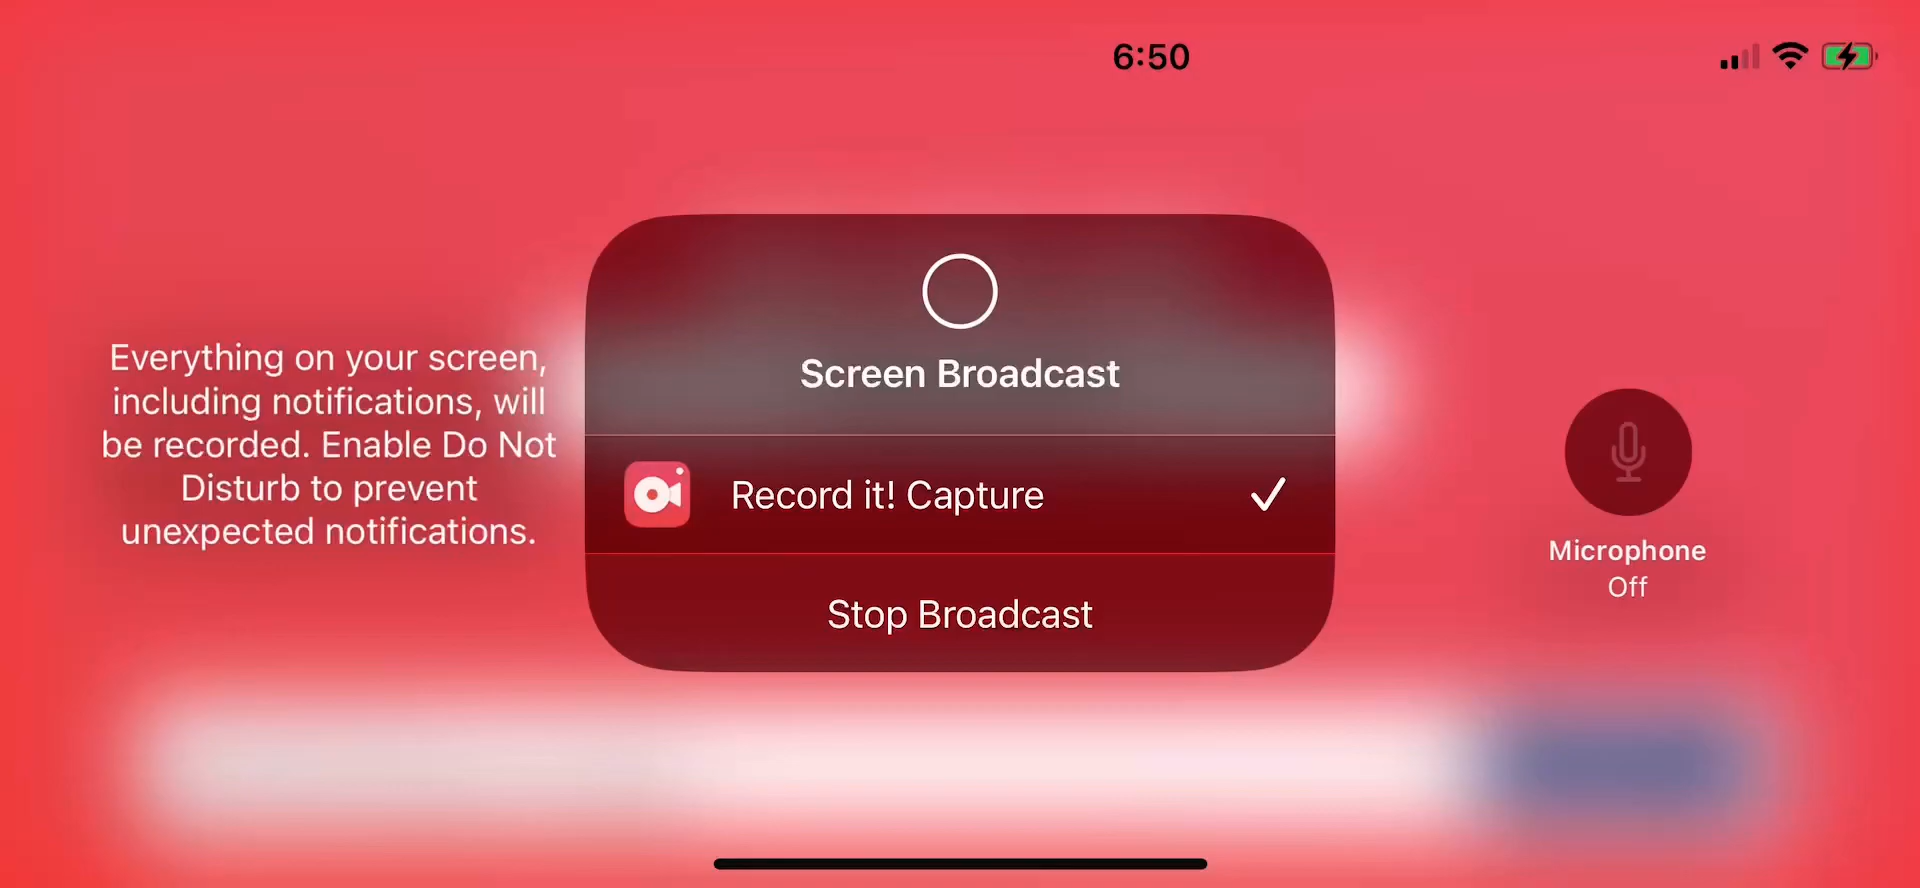 6:50
Everything on your screen,
including notifications, will
be recorded. Enable Do Not
Disturb to prevent
unexpected notifications.
Screen Broadcast
Record it! Capture
Stop Broadcast
Microphone
Off